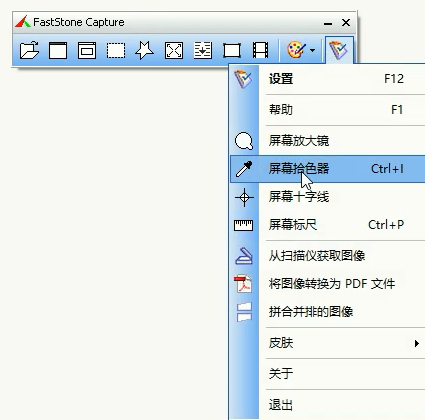 FastStone Capture
设置 F12
帮助 F1
屏幕放大镜
屏幕拾色器 Ctrl+I
屏幕十字线
屏幕标尺 Ctrl+P
从扫描仪获取图像
将图像转换为 PDF 文件
拼合并排的图像
皮肤
关于
退出